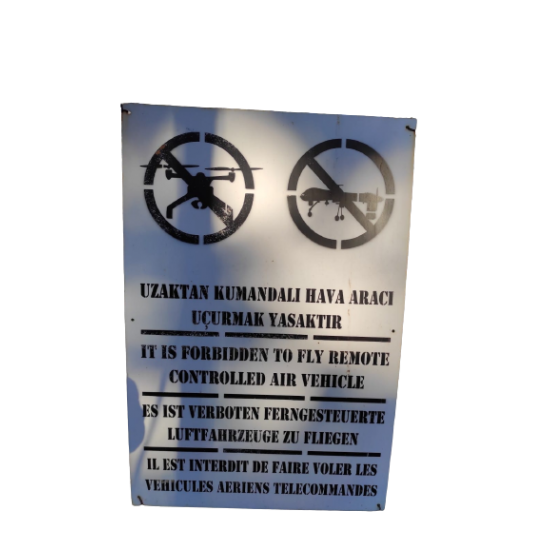 UZAKTAN KUMANDALI HAVA ARACI
UÇURMAK YASAKTIR
IT IS FORBIDDEN TO FLY REMOTE
CONTROLLED AIR VEHICLE
ES IST VERBOTEN FERNGESTEUERTE
LUFTFAHRZEUGE ZU FLIEGEN
IL EST INTERDIT DE FAIRE VOLER LES
VEHICULES AERIENS TELECOMMANDES